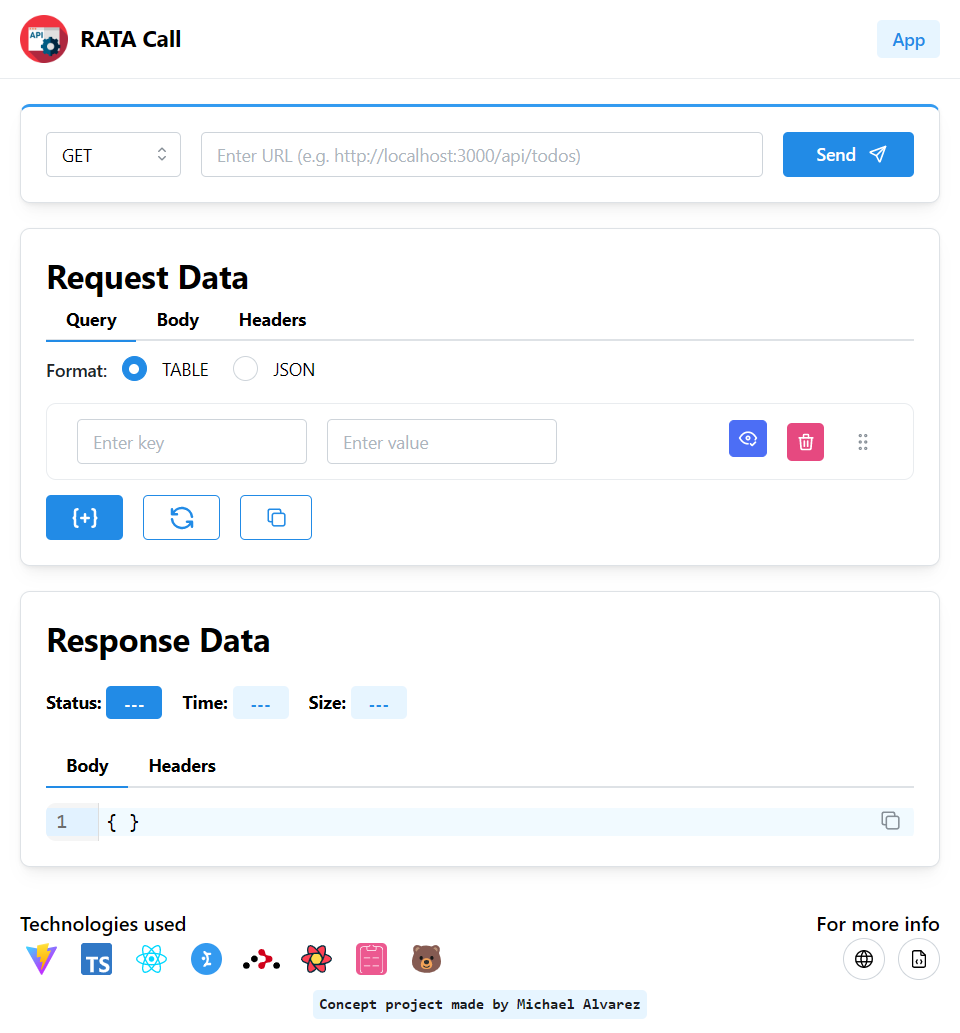 API
RATA Call
App
GET
Enter URL (e.g. http://localhost:3000/api/todos)
Send
Request Data
Query Body Headers
Format: TABLE JSON
Enter key
Enter value
{+}
Response Data
Status: --- Time: --- Size: ---
Body Headers
1 { }
Technologies used
For more info
TS
Concept project made by Michael Alvarez